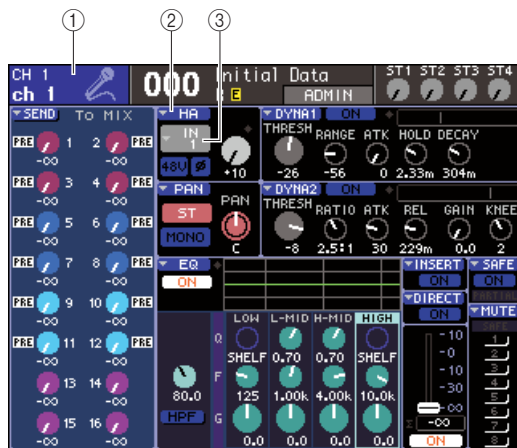 ① ② ③
CH 1
ch 1
000 Initial Data
E ADMIN
ST1 ST2 ST3 ST4
SEND TO MIX
PRE 1 2 PRE
-∞ -∞
PRE 3 4 PRE
-∞ -∞
PRE 5 6 PRE
-∞ -∞
PRE 7 8 PRE
-∞ -∞
PRE 9 10 PRE
-∞ -∞
PRE 11 12 PRE
-∞ -∞
13 14
-∞ -∞
15 16
-∞ -∞
HA
IN
1
48V ø +10
PAN
ST PAN
MONO C
DYNA1 ON
THRESH RANGE ATK HOLD DECAY
-26 -56 0 2.33m 304m
DYNA2 ON
THRESH RATIO ATK REL GAIN KNEE
-8 2.5:1 30 229m 0.0 2
EQ
ON
LOW L-MID H-MID HIGH
Q SHELF 0.70 0.70 SHELF
F 125 1.00k 4.00k 10.0k
G 0.0 0.0 0.0 0.0
80.0
HPF
INSERT
ON
DIRECT
ON
-10
-0
-10
-30
-∞
Σ -∞
ON
SAFE
ON
PARTIAL
MUTE
SAFE
1
2
3
4
5
6
7
8